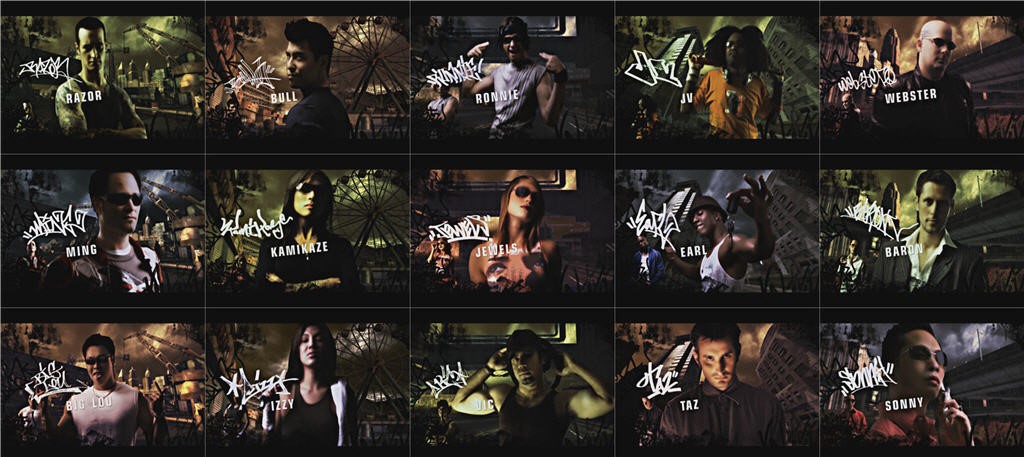 RAZOR
BULL
RONNIE
JV
WEBSTER
MING
KAMIKAZE
JEWELS
EARL
BARON
BIG LOU
IZZY
VIC
TAZ
SONNY